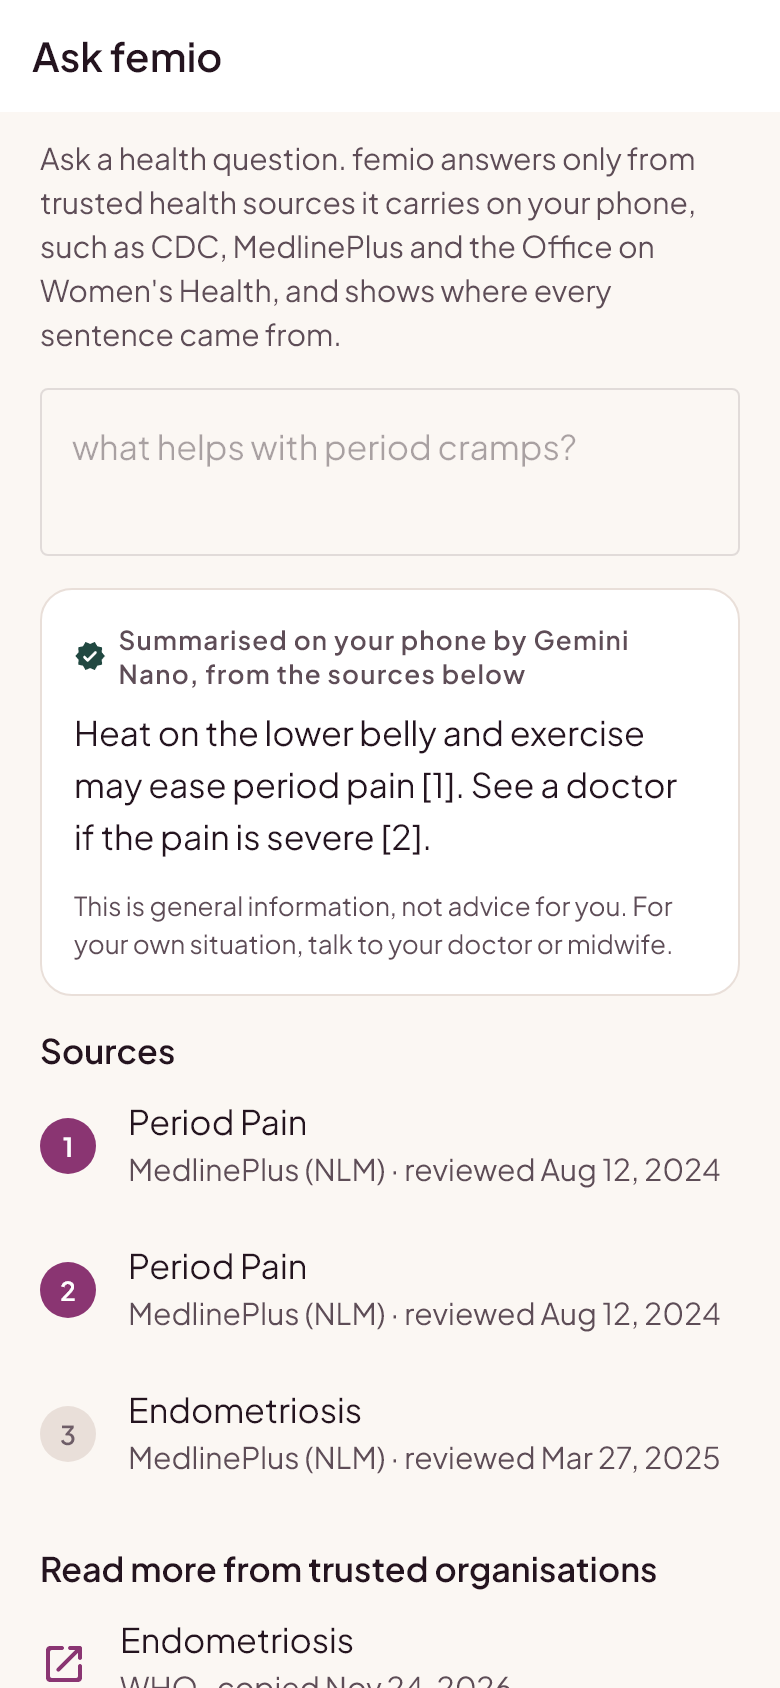 Ask femio
Ask a health question. femio answers only from
trusted health sources it carries on your phone,
such as CDC, MedlinePlus and the Office on
Women's Health, and shows where every
sentence came from.
what helps with period cramps?
Summarised on your phone by Gemini
Nano, from the sources below
Heat on the lower belly and exercise
may ease period pain [1]. See a doctor
if the pain is severe [2].
This is general information, not advice for you. For
your own situation, talk to your doctor or midwife.
Sources
1
Period Pain
MedlinePlus (NLM) · reviewed Aug 12, 2024
2
Period Pain
MedlinePlus (NLM) · reviewed Aug 12, 2024
3
Endometriosis
MedlinePlus (NLM) · reviewed Mar 27, 2025
Read more from trusted organisations
Endometriosis
WHO · copied Nov 24, 2026